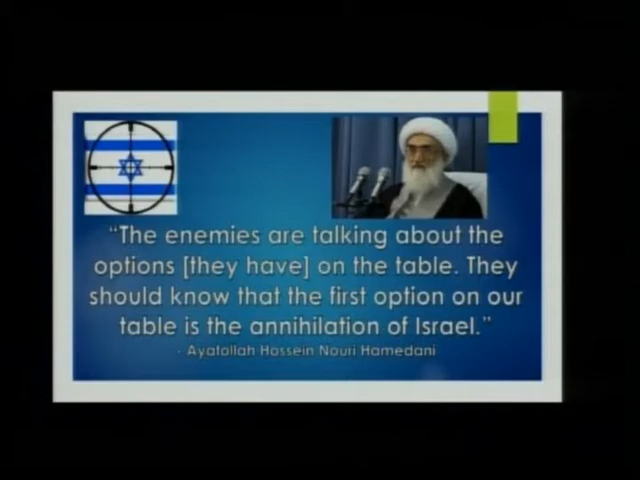 “The enemies are talking about the
options [they have] on the table. They
should know that the first option on our
table is the annihilation of Israel.”
- Ayatollah Hossein Nouri Hamedani